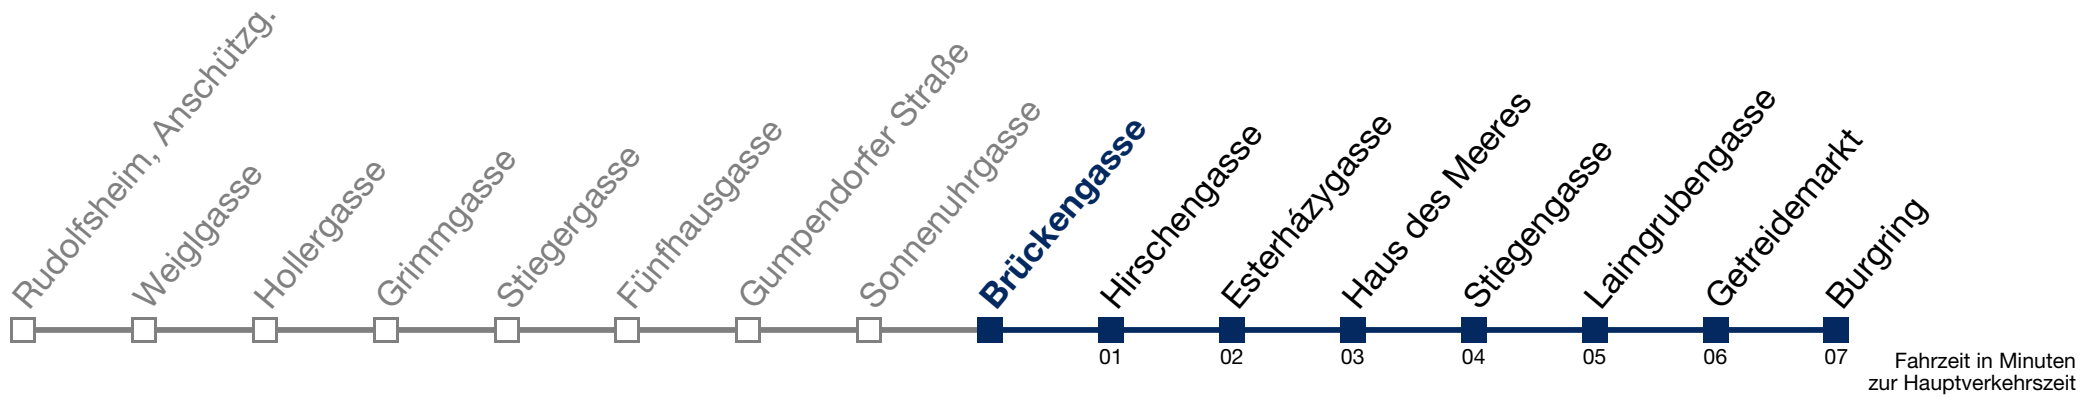 Rudolfsheim, Anschützg.
Weiglgasse
Hollergasse
Grimmgasse
Stiegergasse
Fünfhausgasse
Gumpendorfer Straße
Sonnenuhrgasse
Brückengasse
Hirschengasse
Esterházygasse
Haus des Meeres
Stiegengasse
Laimgrubengasse
Getreidemarkt
Burgring
01 02 03 04 05 06 07
Fahrzeit in Minuten
zur Hauptverkehrszeit